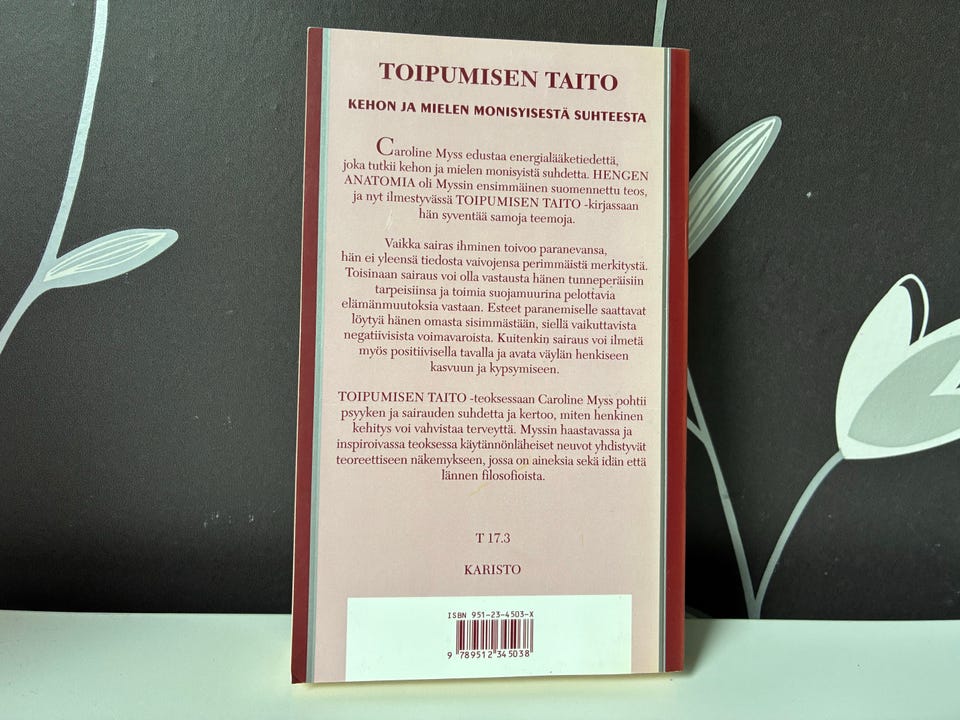 TOIPUMISEN TAITO
KEHON JA MIELEN MONISYISESTÄ SUHTEESTA
Caroline Myss edustaa energialääketiedettä,
joka tutkii kehon ja mielen monisyistä suhdetta. HENGEN
ANATOMIA oli Myssin ensimmäinen suomennettu teos,
ja nyt ilmestyvässä TOIPUMISEN TAITO -kirjassaan
hän syventää samoja teemoja.
Vaikka sairas ihminen toivoo paranevansa,
hän ei yleensä tiedosta vaivojensa perimmäistä merkitystä.
Toisinaan sairaus voi olla vastausta hänen tunneperäisiin
tarpeisiinsa ja toimia suojamuurina pelottavia
elämänmuutoksia vastaan. Esteet paranemiselle saattavat
löytyä hänen omasta sisimmästään, siellä vaikuttavista
negatiivisista voimavaroista. Kuitenkin sairaus voi ilmetä
myös positiivisella tavalla ja avata väylän henkiseen
kasvuun ja kypsymiseen.
TOIPUMISEN TAITO -teoksessaan Caroline Myss pohtii
psyyken ja sairauden suhdetta ja kertoo, miten henkinen
kehitys voi vahvistaa terveyttä. Myssin haastavassa ja
inspiroivassa teoksessa käytännönläheiset neuvot yhdistyvät
teoreettiseen näkemykseen, jossa on aineksia sekä idän että
lännen filosofioista.
T 17.3
KARISTO
ISBN 951-23-4503-X
9 789512 345038